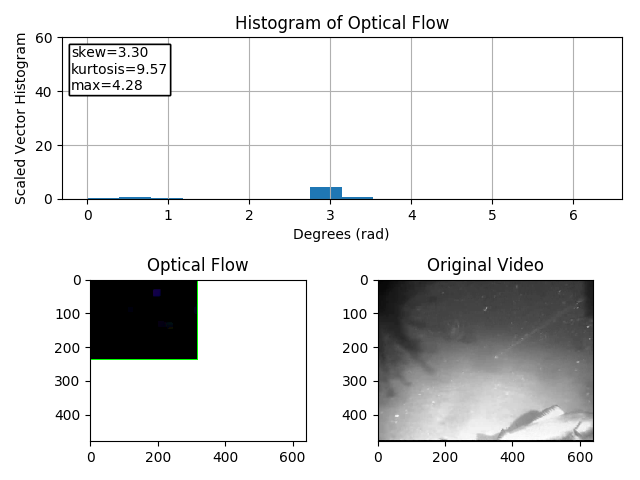 Histogram of Optical Flow
Scaled Vector Histogram
60
40
20
0
skew=3.30
kurtosis=9.57
max=4.28
0 1 2 3 4 5 6
Degrees (rad)
Optical Flow
0
100
200
300
400
0 200 400 600
Original Video
0
100
200
300
400
0 200 400 600